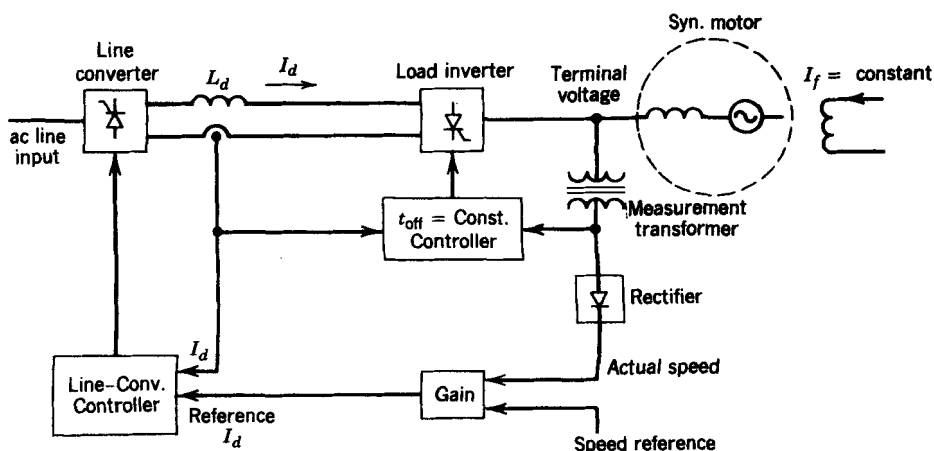 Syn. motor
Line
converter
L_d
I_d
Load inverter
Terminal
voltage
I_f = constant
ac line
input
t_off = Const.
Controller
Measurement
transformer
Rectifier
I_d
Actual speed
Line–Conv.
Controller
Gain
Reference
I_d
Speed reference